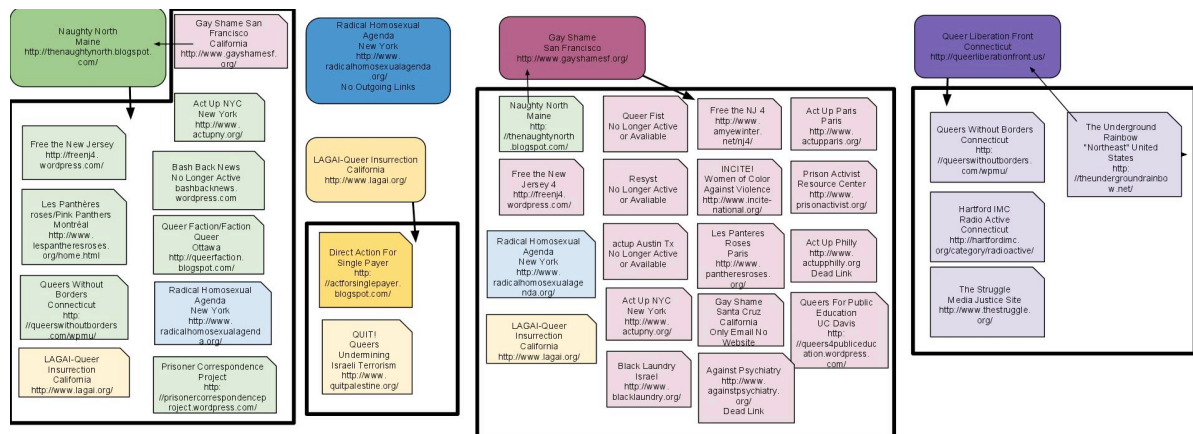 Naughty North
Maine
http://thenaughtynorth.blogspot.
com/
Gay Shame San
Francisco
California
http://www.gayshamesf.
org/
Act Up NYC
New York
http://www.
actupny.org/
Free the New Jersey
http://freenj4.
wordpress.com/
Bash Back News
No Longer Active
bashbacknews.
wordpress.com
Les Panthères
roses/Pink Panthers
Montréal
http://www.
lespantheresroses.
org/home.html
Queer Faction/Faction
Queer
Ottawa
http://queerfaction.
blogspot.com/
Queers Without
Borders
Connecticut
http:
//queerswithoutborders
.com/wpmu/
Radical Homosexual
Agenda
New York
http://www.
radicalhomosexualagend
a.org/
LAGAI-Queer
Insurrection
California
http://www.lagai.org/
Prisoner Correspondence
Project
http:
//prisonercorrespondencep
roject.wordpress.com/
Radical Homosexual
Agenda
New York
http://www.
radicalhomosexualagenda
org/
No Outgoing Links
LAGAI-Queer Insurrection
California
http://www.lagai.org/
Direct Action For
Single Payer
http:
//actforsinglepayer.
blogspot.com/
QUIT!
Queers
Undermining
Israeli Terrorism
http://www.
quitpalestine.org/
Gay Shame
San Francisco
http://www.gayshamesf.org/
Naughty North
Maine
http:
//thenaughtynorth
.blogspot.com/
Queer Fist
No Longer Active
or Avaliable
Free the NJ 4
http://www.
amyewinter.
net/nj4/
Act Up Paris
Paris
http://www.
actupparis.org/
Free the New
Jersey 4
http://freenj4.
wordpress.com/
Resyst
No Longer Active
or Avaliable
INCITE!
Women of Color
Against Violence
http://www.incite-
national.org/
Prison Activist
Resource Center
http://www.
prisonactivist.org/
Radical Homosexual
Agenda
New York
http://www.
radicalhomosexualage
nda.org/
actup Austin Tx
No Longer Active
or Available
Les Panteres
Roses
Paris
http://www.
pantheresroses.
org/
Act Up Philly
http://www.
actupphilly.org
Dead Link
LAGAI-Queer
Insurrection
California
http://www.lagai.org/
Act Up NYC
New York
http://www.
actupny.org/
Gay Shame
Santa Cruz
California
Only Email No
Website
Queers For Public
Education
UC Davis
http:
//queers4publiceduc
ation.wordpress.
com/
Black Laundry
Israel
http://www.
blacklaundry.org/
Against Psychiatry
http://www.
againstpsychiatry.
org/
Dead Link
Queer Liberation Front
Connecticut
http://queerliberationfront.us/
Queers Without Borders
Connecticut
http:
//queerswithoutborders.
com/wpmu/
The Underground
Rainbow
"Northeast" United
States
http:
//theundergroundrainbo
w.net/
Hartford IMC
Radio Active
Connecticut
http://hartfordimc.
org/category/radioactive/
The Struggle
Media Justice Site
http://www.thestruggle.
org/